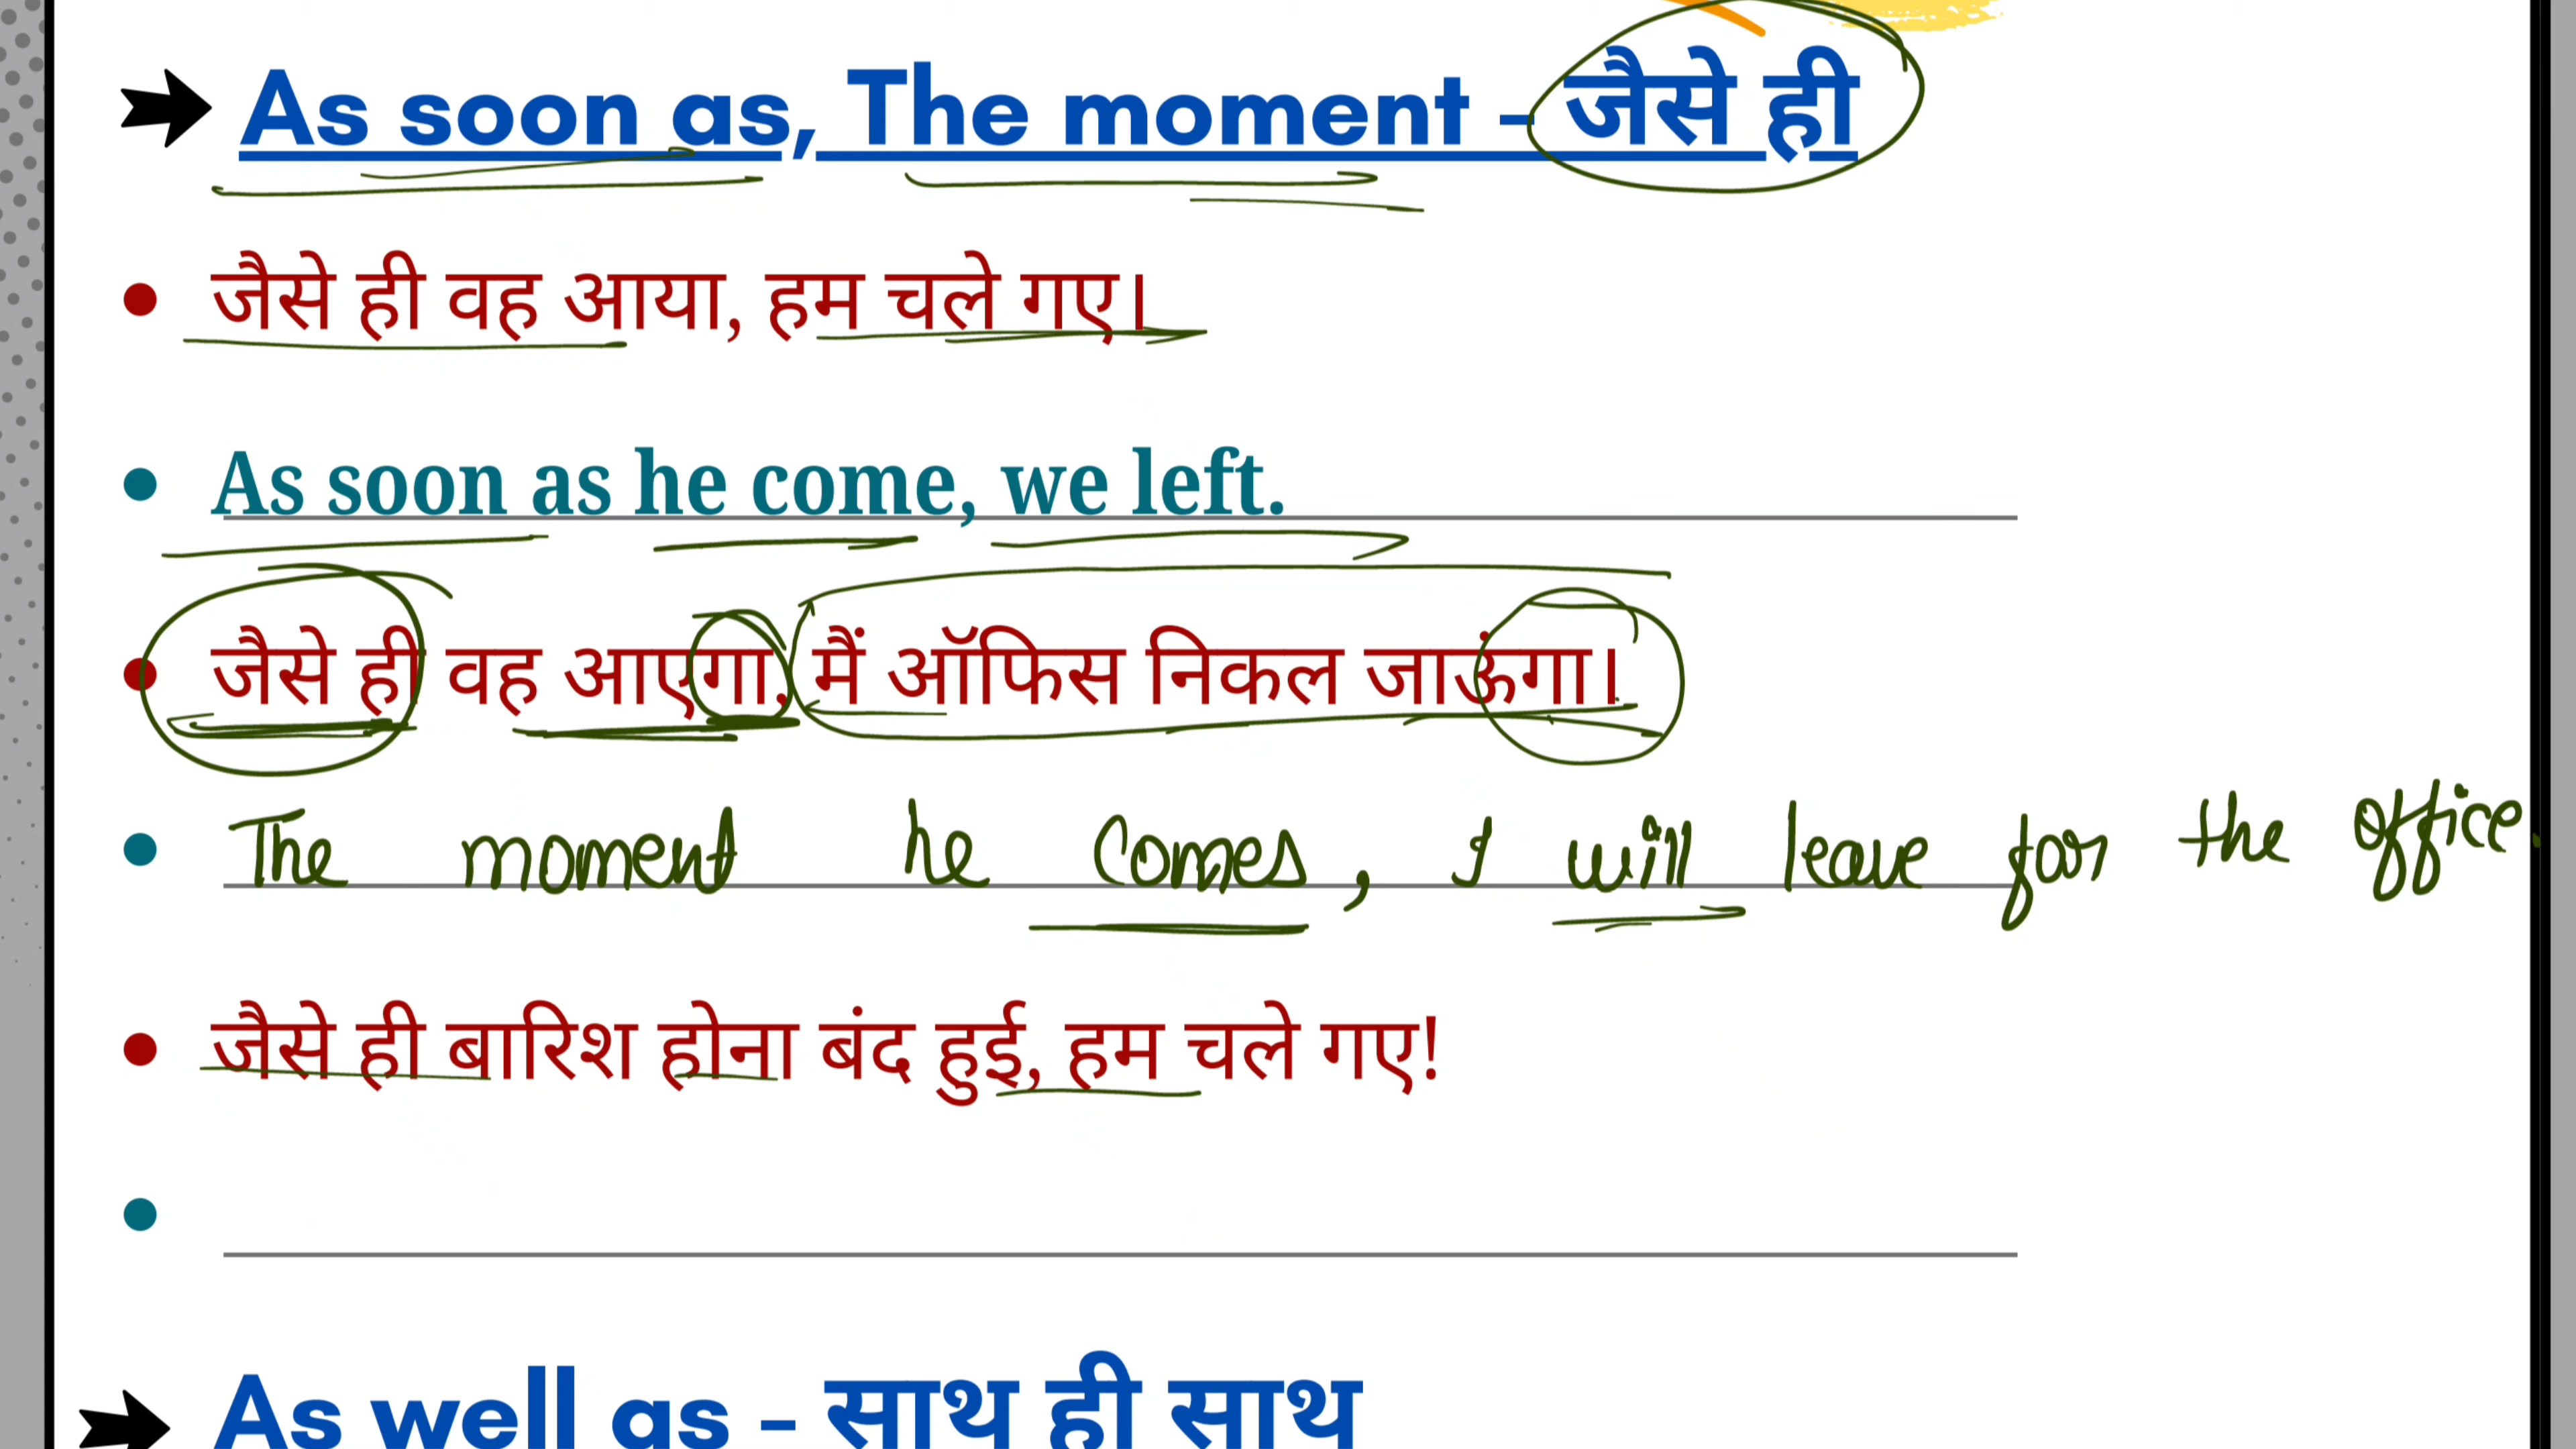 As soon as, The moment - जैसे ही
जैसे ही वह आया, हम चले गए।
As soon as he come, we left.
जैसे ही वह आएगा, मैं ऑफिस निकल जाऊंगा।
The moment he comes, I will leave for the office.
जैसे ही बारिश होना बंद हुई, हम चले गए!
As well as - साथ ही साथ